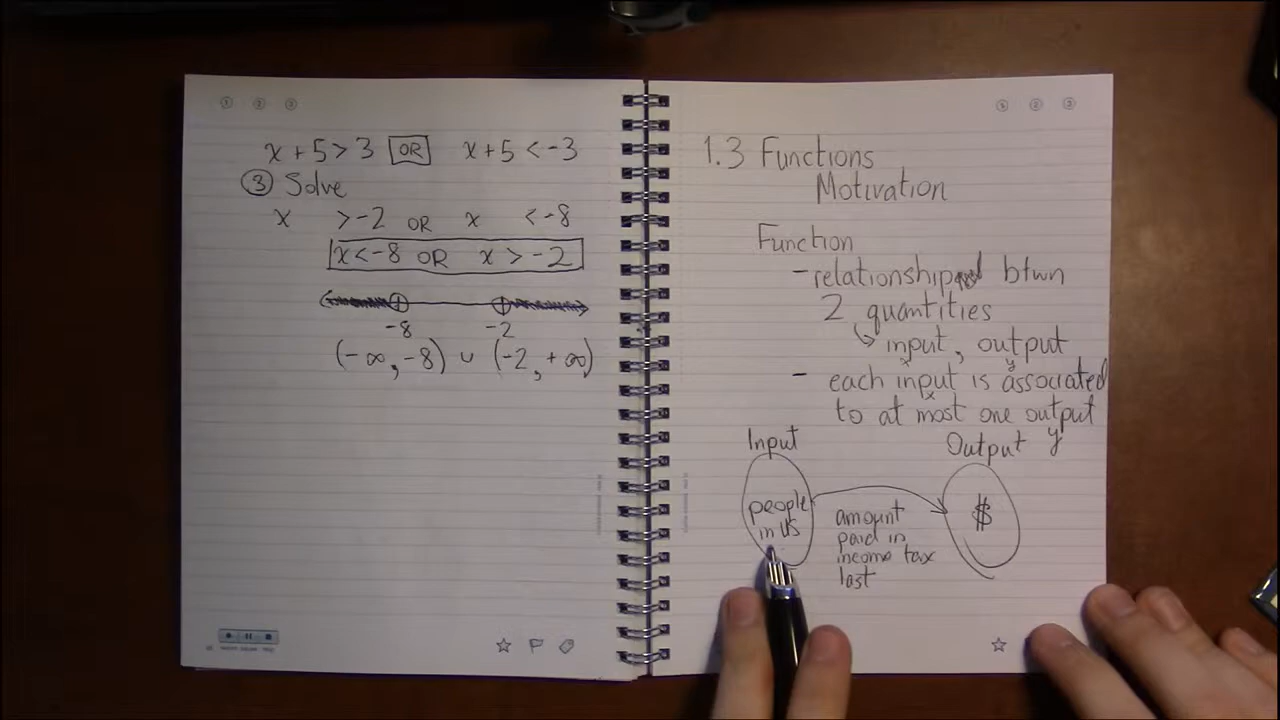 x + 5 > 3 OR x + 5 < -3
③ Solve
x > -2 OR x < -8
x < -8 OR x > -2
-8 -2
(-∞, -8) ∪ (-2, +∞)
1.3 Functions
Motivation
Function
- relationship btwn
2 quantities
↳ input, output
x y
- each input is associated
x
to at most one output
y
Input Output
people
in US
amount
paid in
income tax
last
$